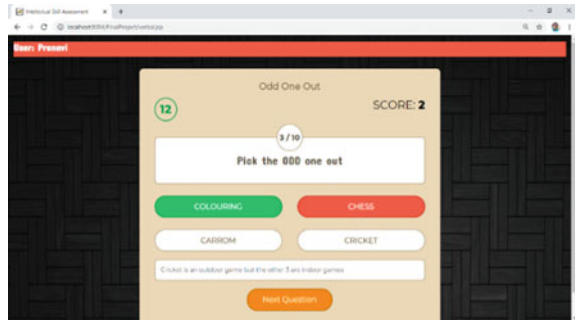 Intellectual Skill Assessment
User: Pranavi
Odd One Out
12
SCORE: 2
3 / 10
Pick the ODD one out
COLOURING
CHESS
CARROM
CRICKET
Cricket is an outdoor game but the other 3 are indoor games
Next Question